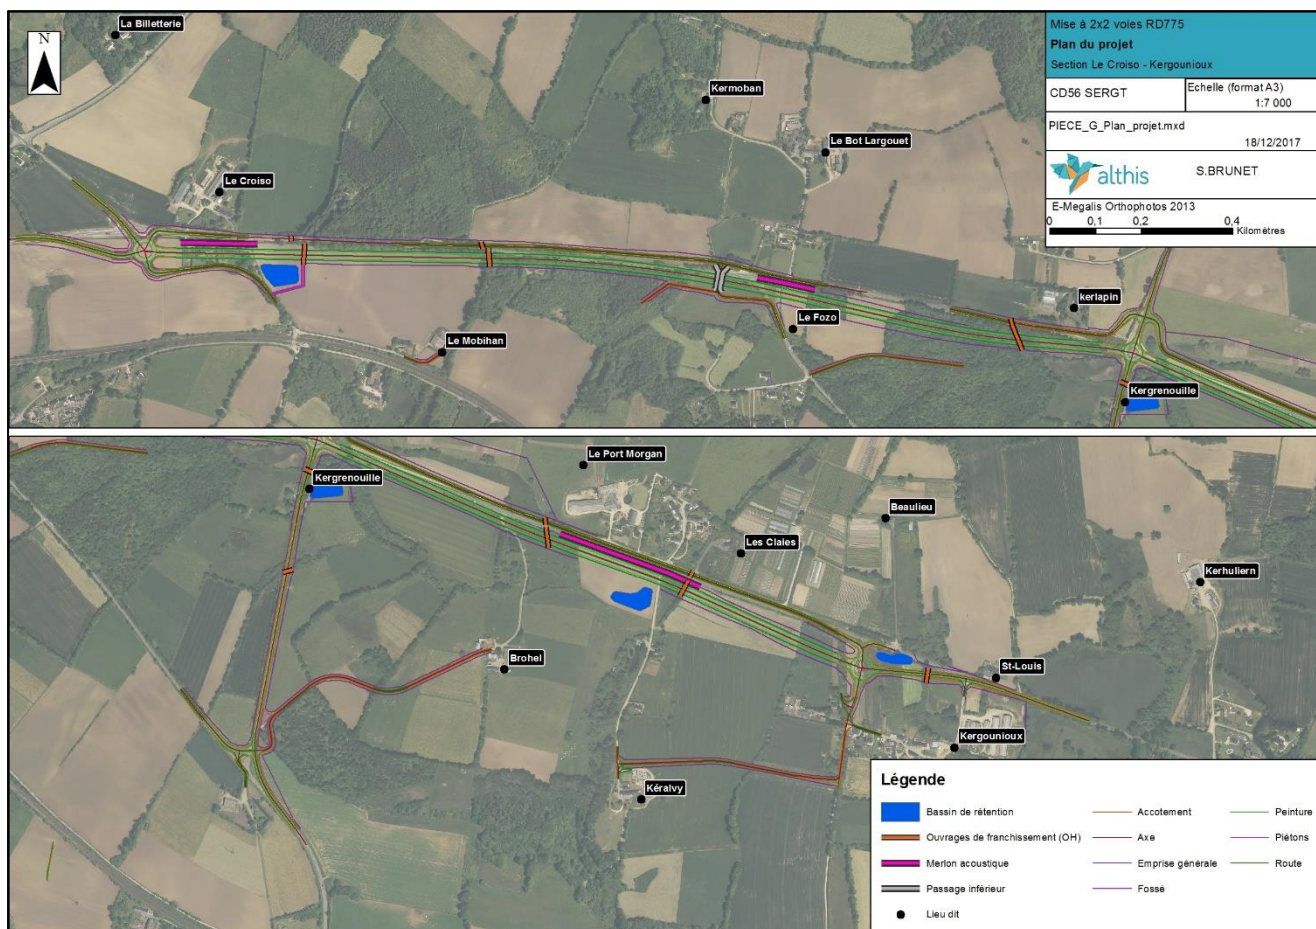 La Billetterie
N
Kermoban
Le Bot Largouet
Le Croiso
Le Mobihan
Le Fozo
kerlapin
Kergrenouille
Mise à 2x2 voies RD775
Plan du projet
Section Le Croiso - Kergounioux
CD56 SERGT
Echelle (format A3)
1:7 000
PIECE_G_Plan_projet.mxd
18/12/2017
althis
S.BRUNET
E-Megalis Orthophotos 2013
0 0,1 0,2 0,4
Kilomètres
Le Port Morgan
Kergrenouille
Beaulieu
Les Claies
Kerhuliern
Brohel
St-Louis
Kergounioux
Kéralvy
Légende
Bassin de rétention
Ouvrages de franchissement (OH)
Merlon acoustique
Passage inférieur
Lieu dit
Accotement
Axe
Emprise générale
Fossé
Peinture
Piétons
Route